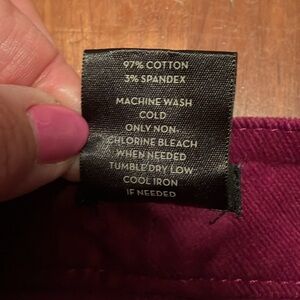 97% COTTON
3% SPANDEX
MACHINE WASH
COLD
ONLY NON-
CHLORINE BLEACH
WHEN NEEDED
TUMBLE DRY LOW
COOL IRON
IF NEEDED